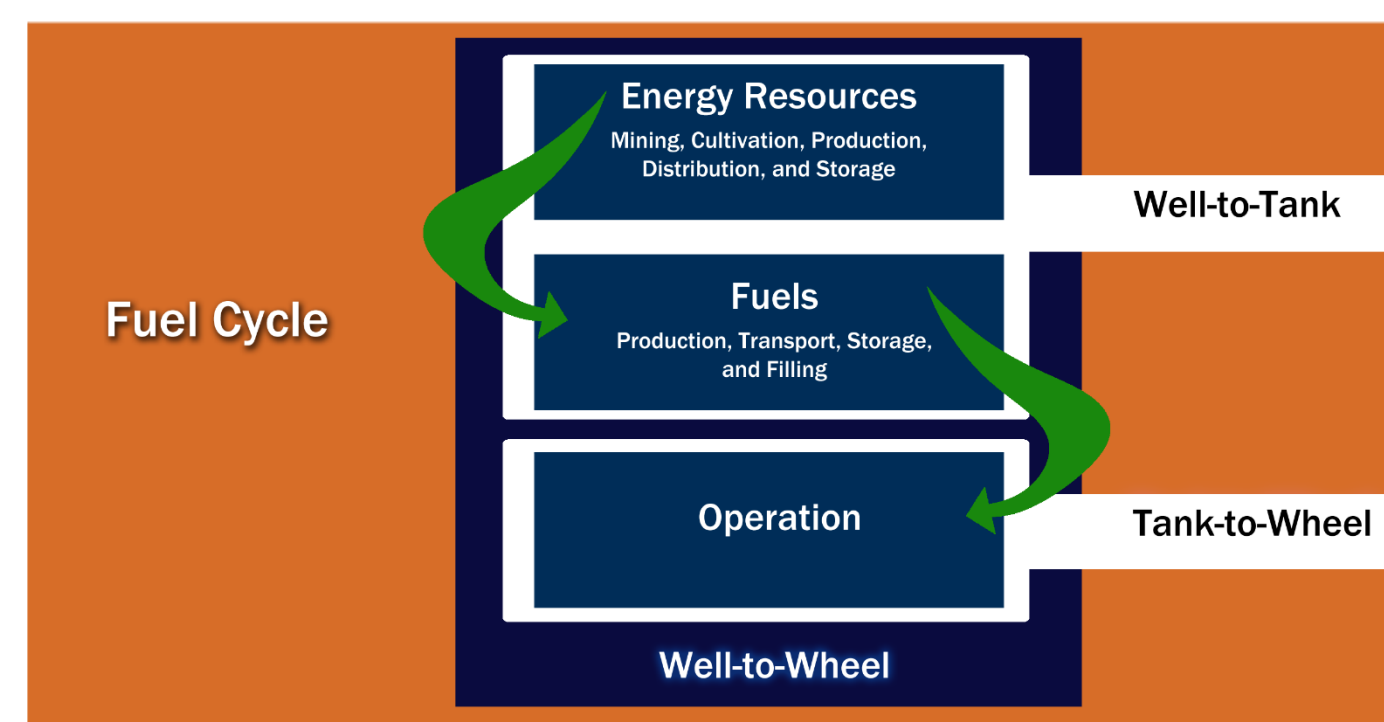 Energy Resources
Mining, Cultivation, Production,
Distribution, and Storage
Well-to-Tank
Fuels
Production, Transport, Storage,
and Filling
Fuel Cycle
Operation
Tank-to-Wheel
Well-to-Wheel